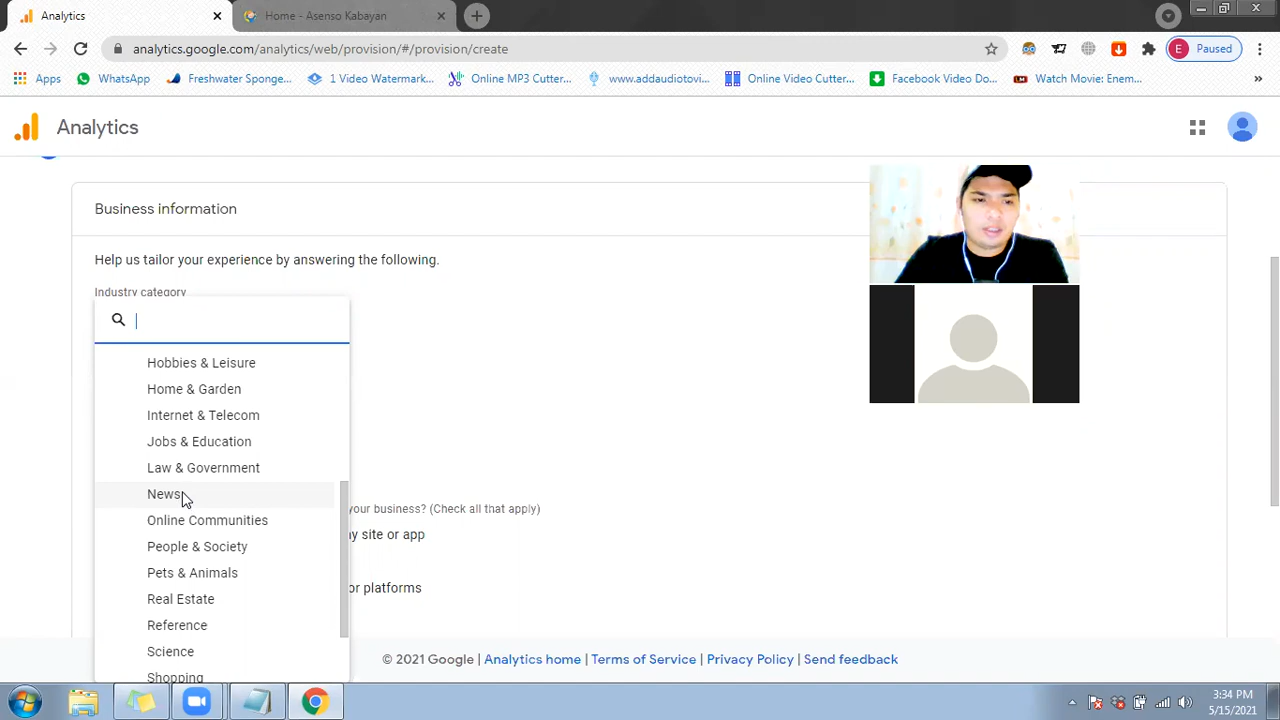 Analytics
Home - Asenso Kabayan
analytics.google.com/analytics/web/provision/#/provision/create
E
Paused
Apps
WhatsApp
Freshwater Sponge...
1 Video Watermark...
Online MP3 Cutter...
www.addaudiotovi...
Online Video Cutter...
Facebook Video Do...
LM
Watch Movie: Enem...
»
Analytics
Business information
Help us tailor your experience by answering the following.
Industry category
Hobbies & Leisure
Home & Garden
Internet & Telecom
Jobs & Education
Law & Government
News
your business? (Check all that apply)
Online Communities
y site or app
People & Society
Pets & Animals
or platforms
Real Estate
Reference
Science
Shopping
© 2021 Google | Analytics home | Terms of Service | Privacy Policy | Send feedback
3:34 PM
5/15/2021